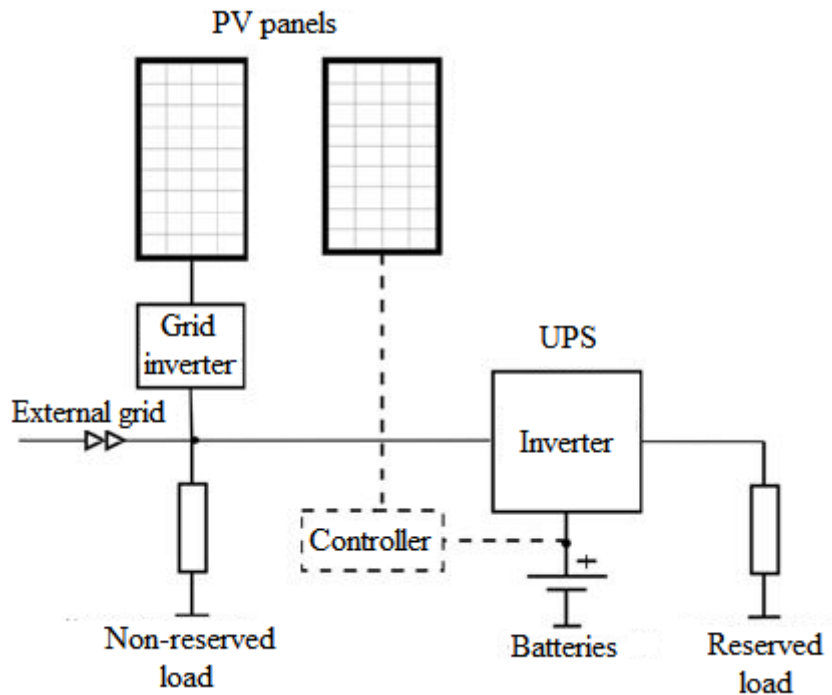 PV panels
Grid
inverter
UPS
External grid
Inverter
Controller
+
Non-reserved
load
Batteries
Reserved
load